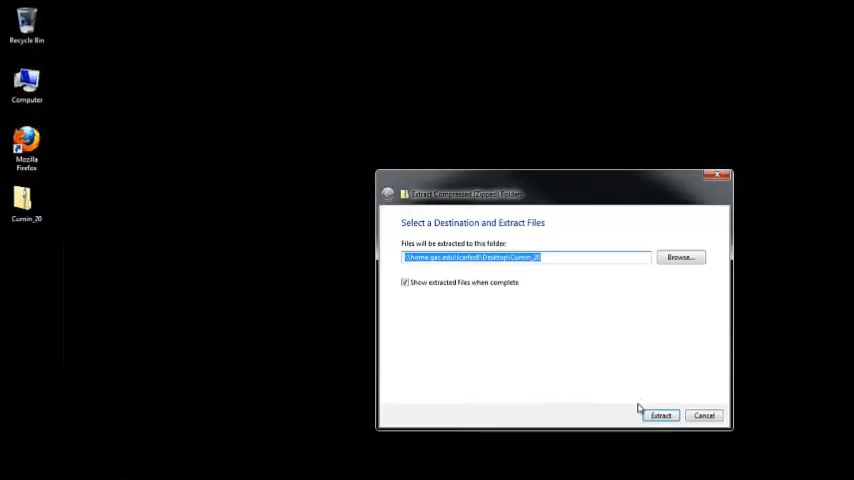 Recycle Bin
Computer
Mozilla
Firefox
Cumin_20
Extract Compressed (Zipped) Folders
Select a Destination and Extract Files
Files will be extracted to this folder:
Browse...
Show extracted files when complete
Extract
Cancel